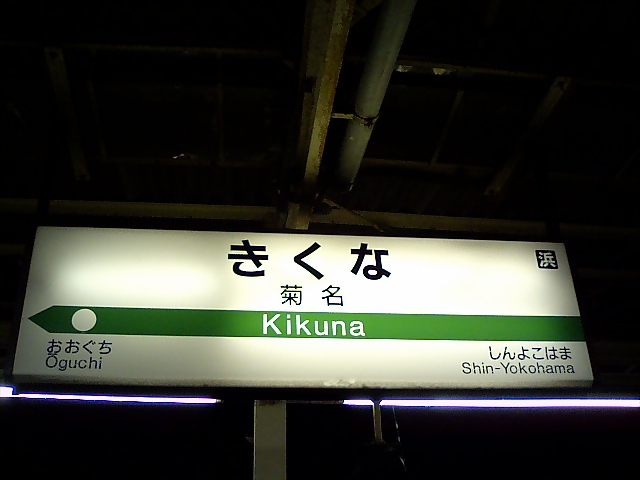 きくな
浜
菊名
Kikuna
おおぐち
Oguchi
しんよこはま
Shin-Yokohama